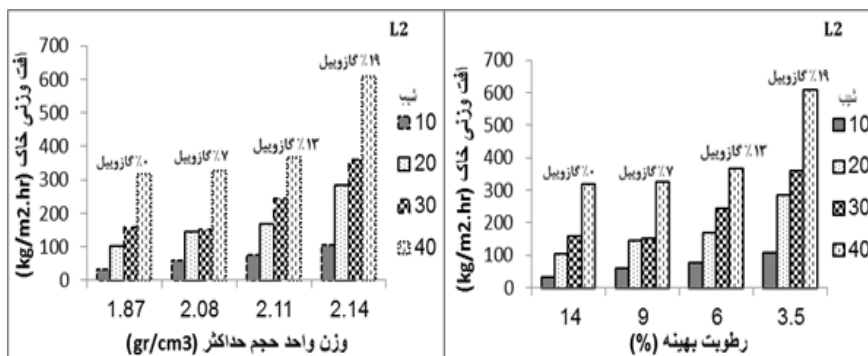 L2
700
600
500
400
300
200
100
0
افت وزنی خاک (kg/m2.hr)
۰٪ گازوییل
۷٪ گازوییل
۱۳٪ گازوییل
۱۹٪ گازوییل
1.87 2.08 2.11 2.14
وزن واحد حجم حداکثر (gr/cm3)
شیب
10
20
30
40
L2
700
600
500
400
300
200
100
0
افت وزنی خاک (kg/m2.hr)
۰٪ گازوییل
۷٪ گازوییل
۱۳٪ گازوییل
۱۹٪ گازوییل
14 9 6 3.5
رطوبت بهینه (%)
شیب
10
20
30
40